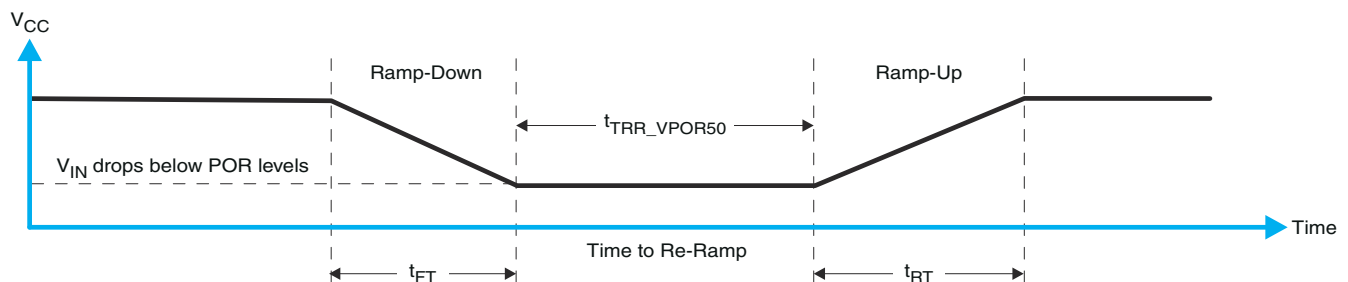 VCC
Ramp-Down
Ramp-Up
tTRR_VPOR50
VIN drops below POR levels
Time
Time to Re-Ramp
tFT
tRT